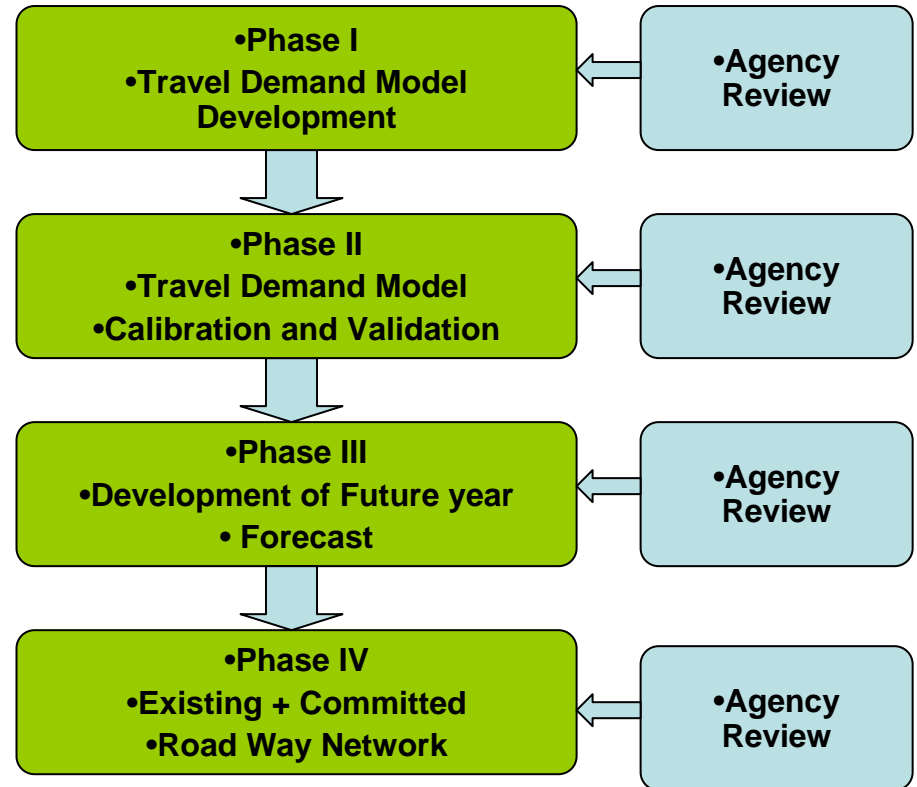 •Phase I
•Travel Demand Model
Development
•Agency
Review
•Phase II
•Travel Demand Model
•Calibration and Validation
•Agency
Review
•Phase III
•Development of Future year
• Forecast
•Agency
Review
•Phase IV
•Existing + Committed
•Road Way Network
•Agency
Review